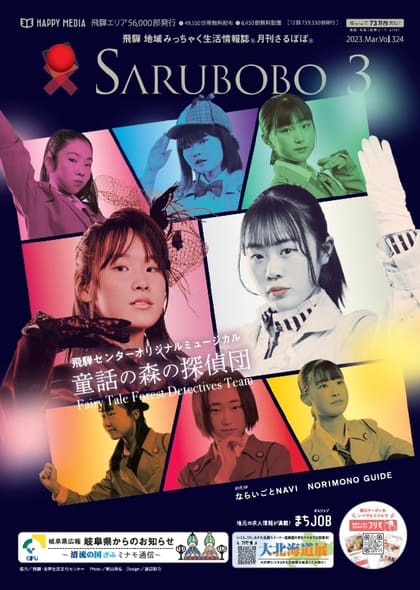 HAPPY MEDIA 飛騨エリア56,000部発行
飛騨 地域みっちゃく生活情報誌® 月刊さるぼぼ®
2023.Mar.Vol.324
SARUBOBO 3
飛騨センターオリジナルミュージカル
童話の森の探偵団
Fairy Tale Forest Detectives Team
ならいごとNAVI NORIMONO GUIDE
地元の求人情報が満載! まちJOB
岐阜県広報 岐阜県からのお知らせ
~清流の国ぎふ ミナモ通信~
GIFU
大北海道展